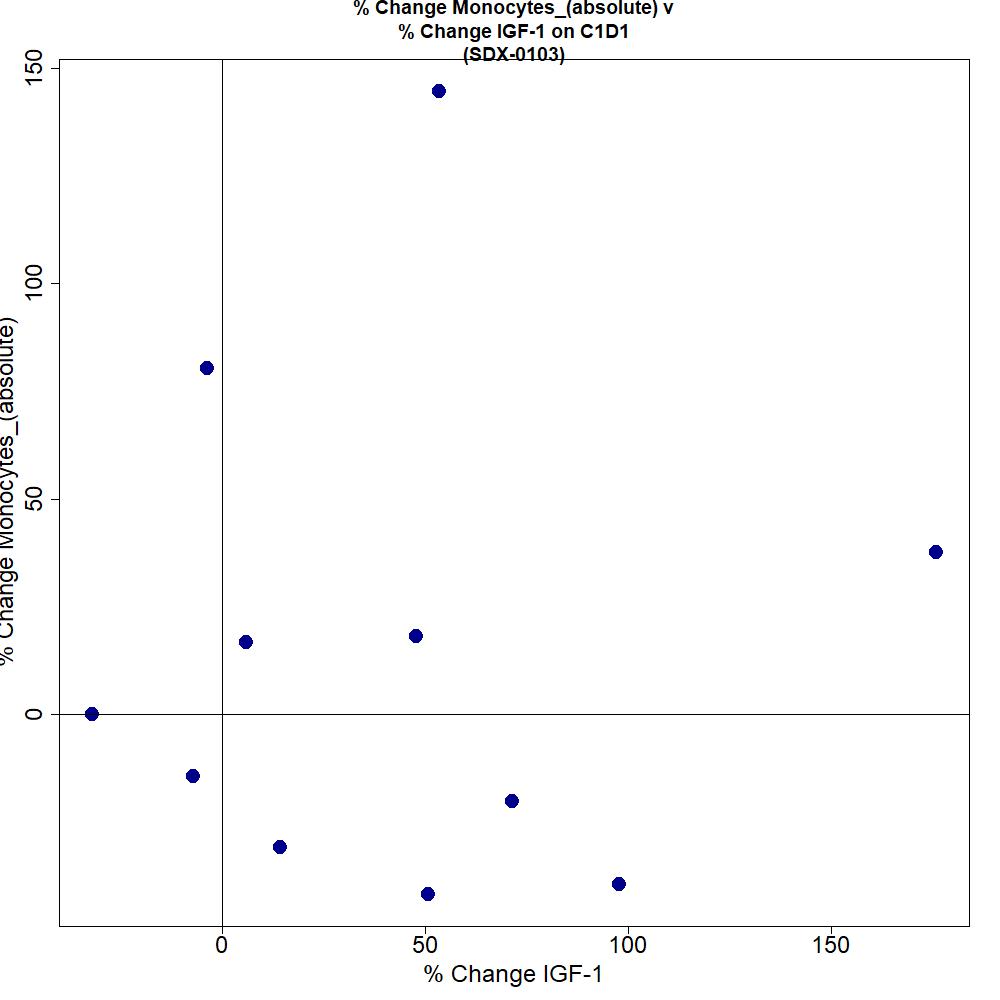 % Change Monocytes_(absolute) v
% Change IGF-1 on C1D1
(SDX-0103)
% Change Monocytes_(absolute)
150
100
50
0
0
50
100
150
% Change IGF-1